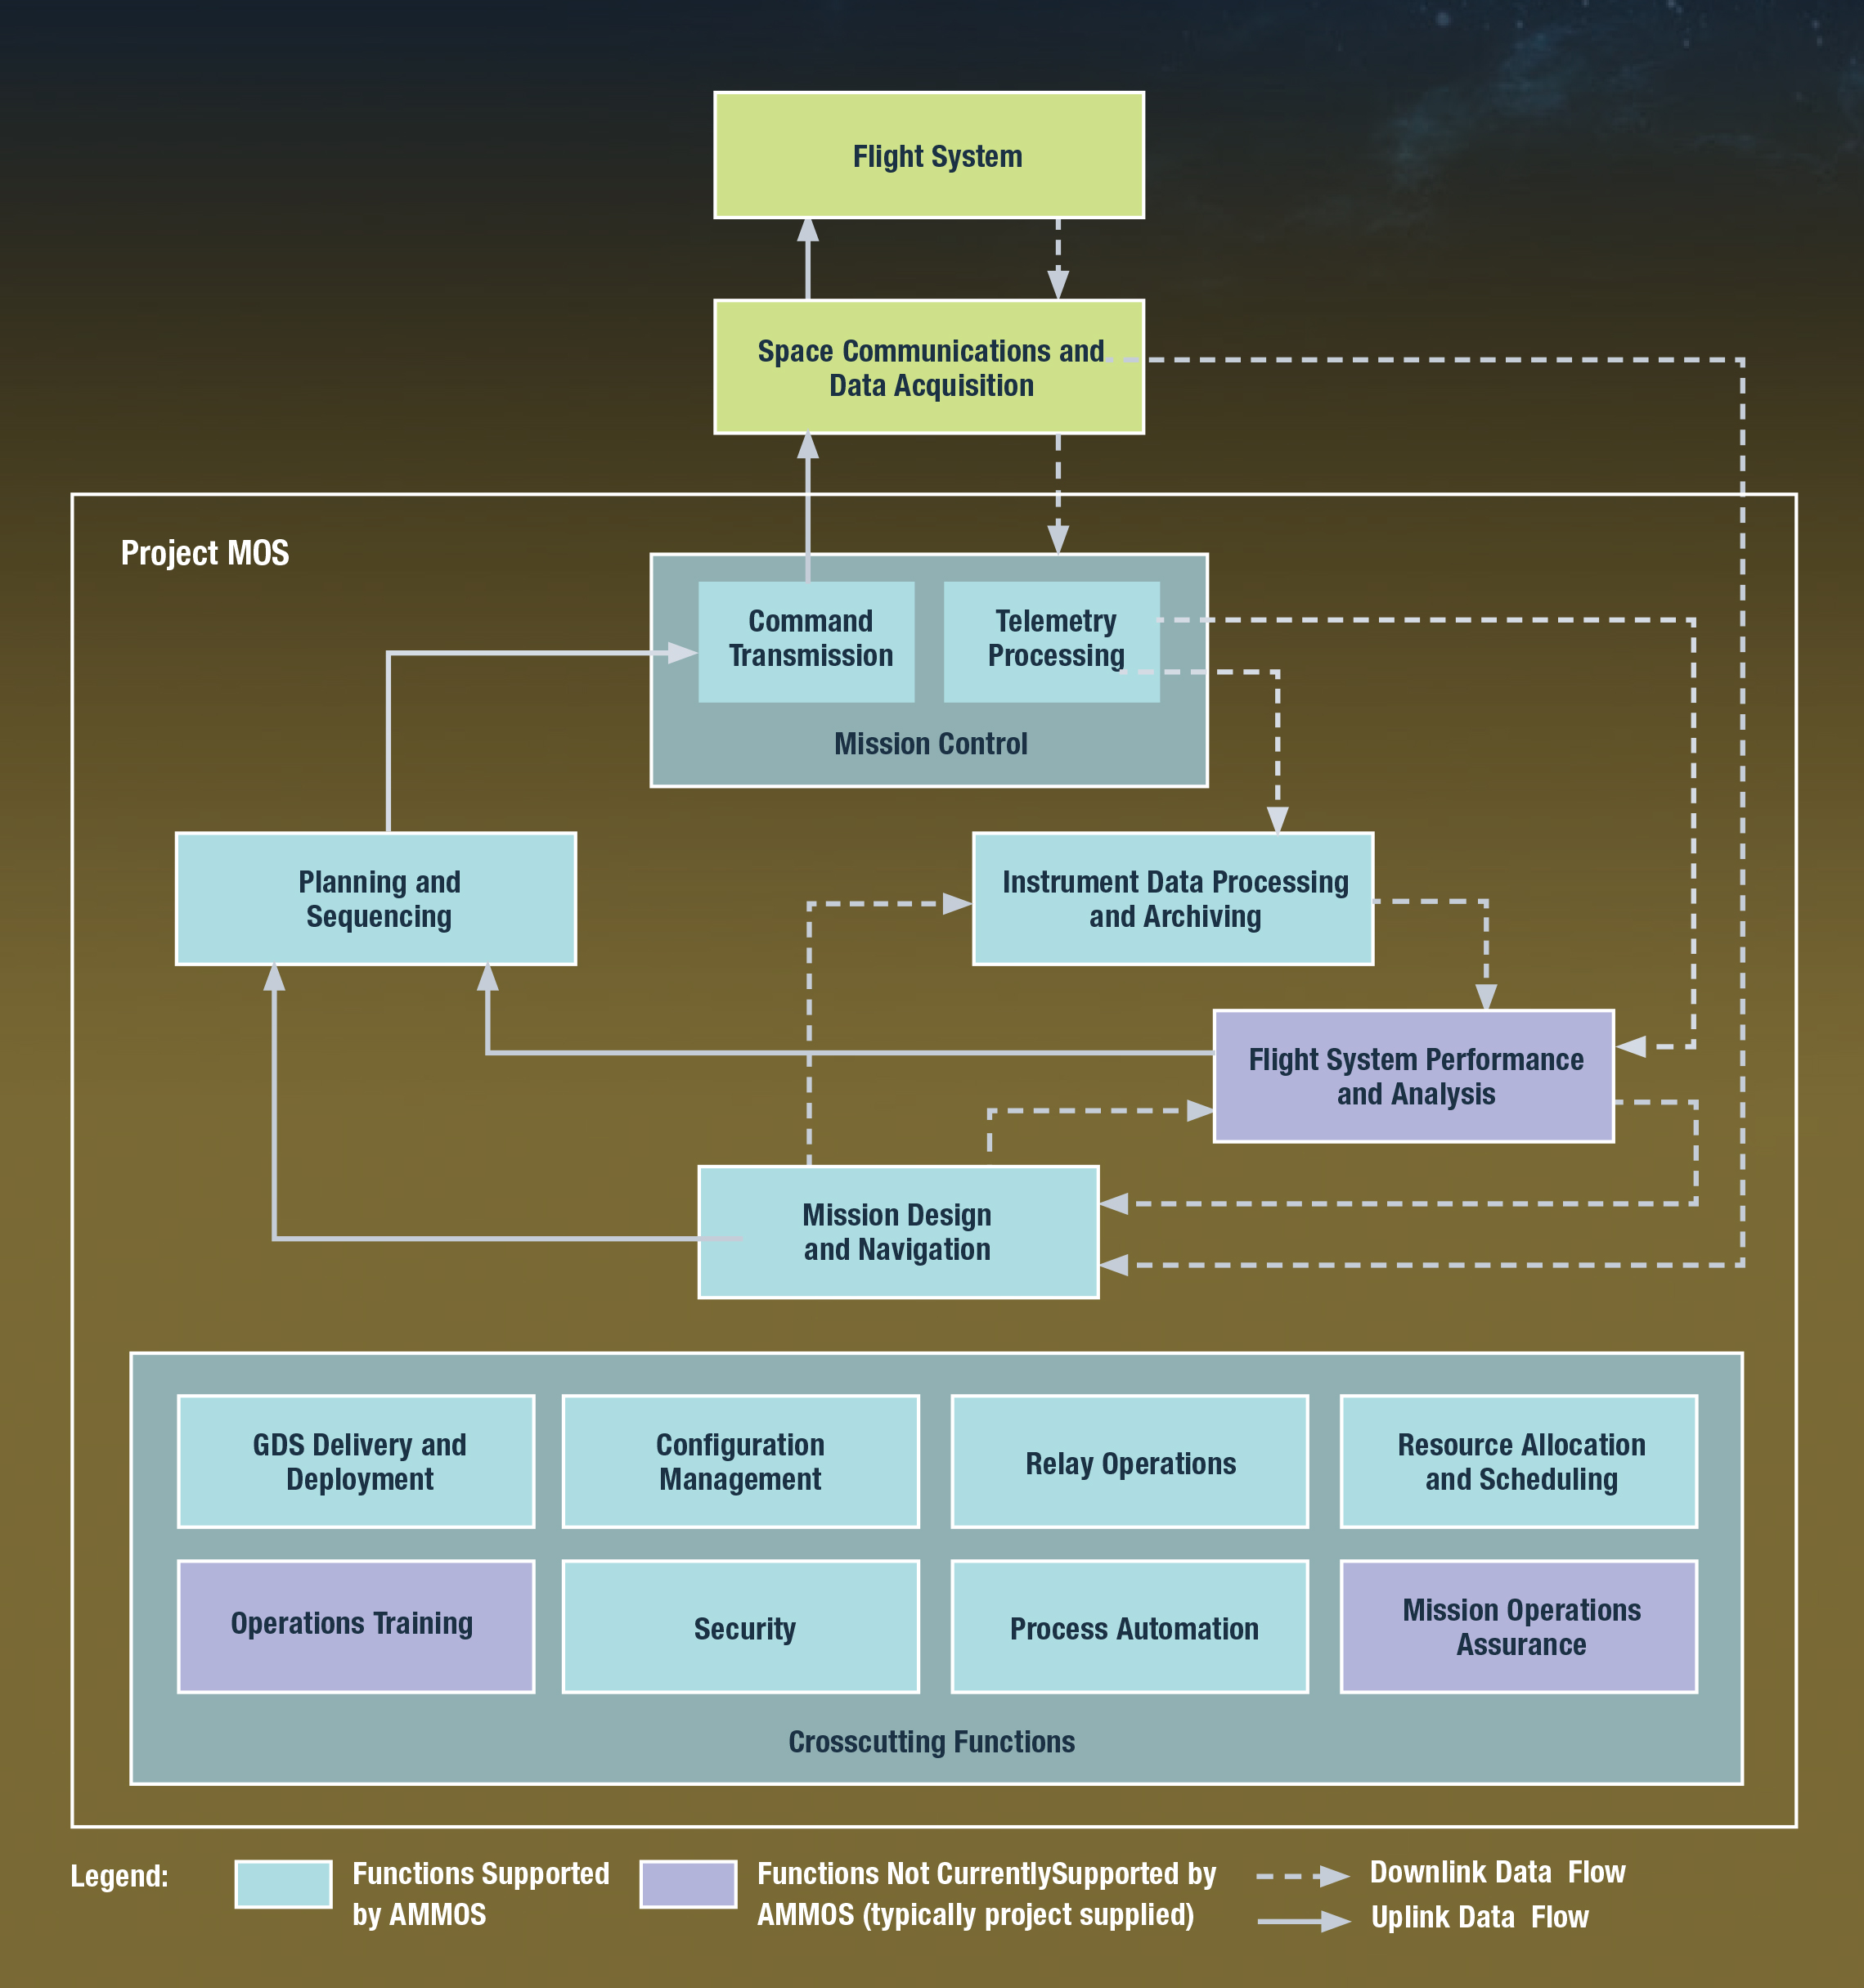 Flight System
Space Communications and
Data Acquisition
Project MOS
Command
Transmission
Telemetry
Processing
Mission Control
Planning and
Sequencing
Instrument Data Processing
and Archiving
Flight System Performance
and Analysis
Mission Design
and Navigation
GDS Delivery and
Deployment
Configuration
Management
Relay Operations
Resource Allocation
and Scheduling
Operations Training
Security
Process Automation
Mission Operations
Assurance
Crosscutting Functions
Legend:
Functions Supported
by AMMOS
Functions Not CurrentlySupported by
AMMOS (typically project supplied)
Downlink Data  Flow
Uplink Data  Flow